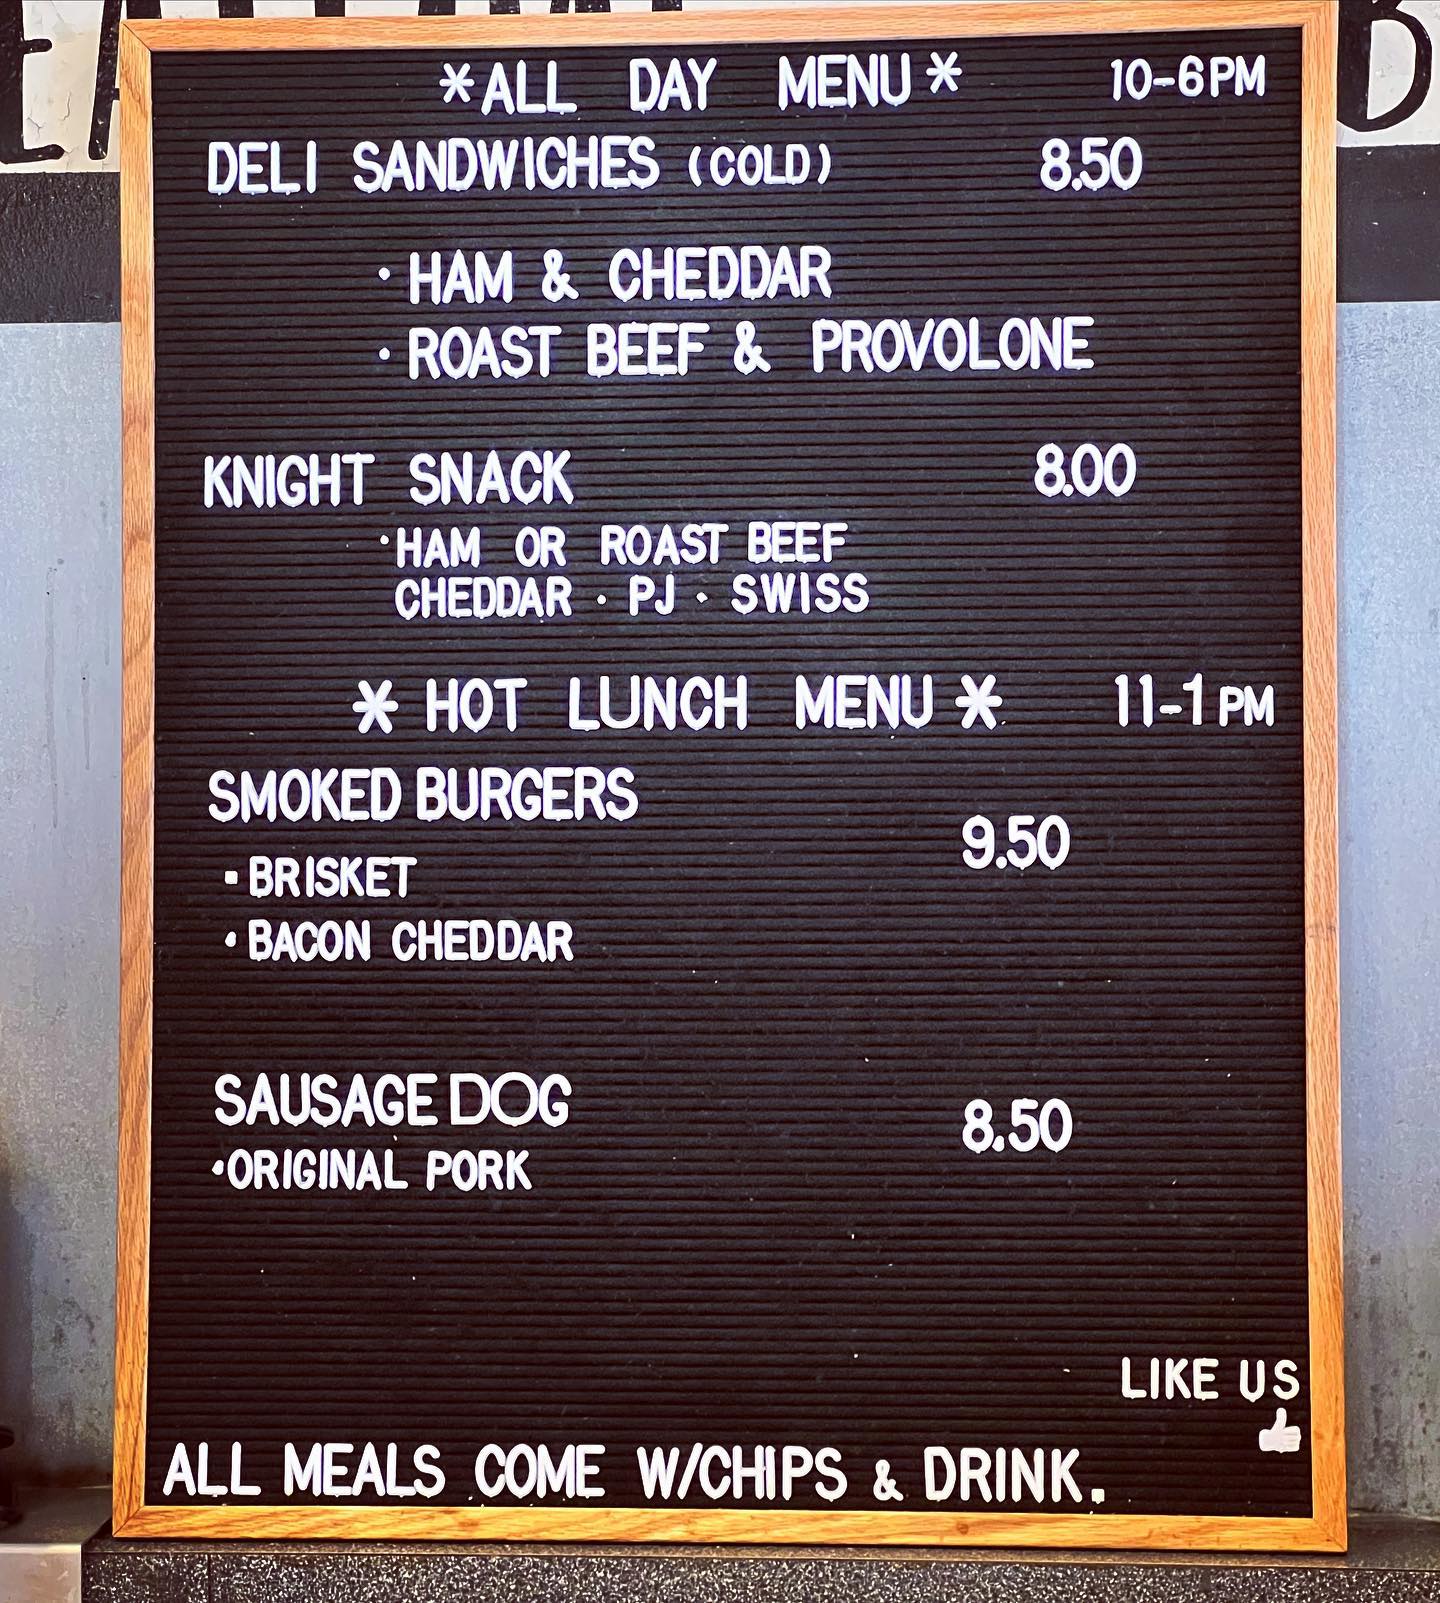 *ALL DAY MENU* 10-6PM
DELI SANDWICHES (COLD) 8.50
· HAM & CHEDDAR
· ROAST BEEF & PROVOLONE
KNIGHT SNACK 8.00
· HAM OR ROAST BEEF
CHEDDAR · PJ · SWISS
* HOT LUNCH MENU * 11-1 PM
SMOKED BURGERS
9.50
· BRISKET
· BACON CHEDDAR
SAUSAGE DOG
8.50
· ORIGINAL PORK
LIKE US
ALL MEALS COME W/CHIPS & DRINK.